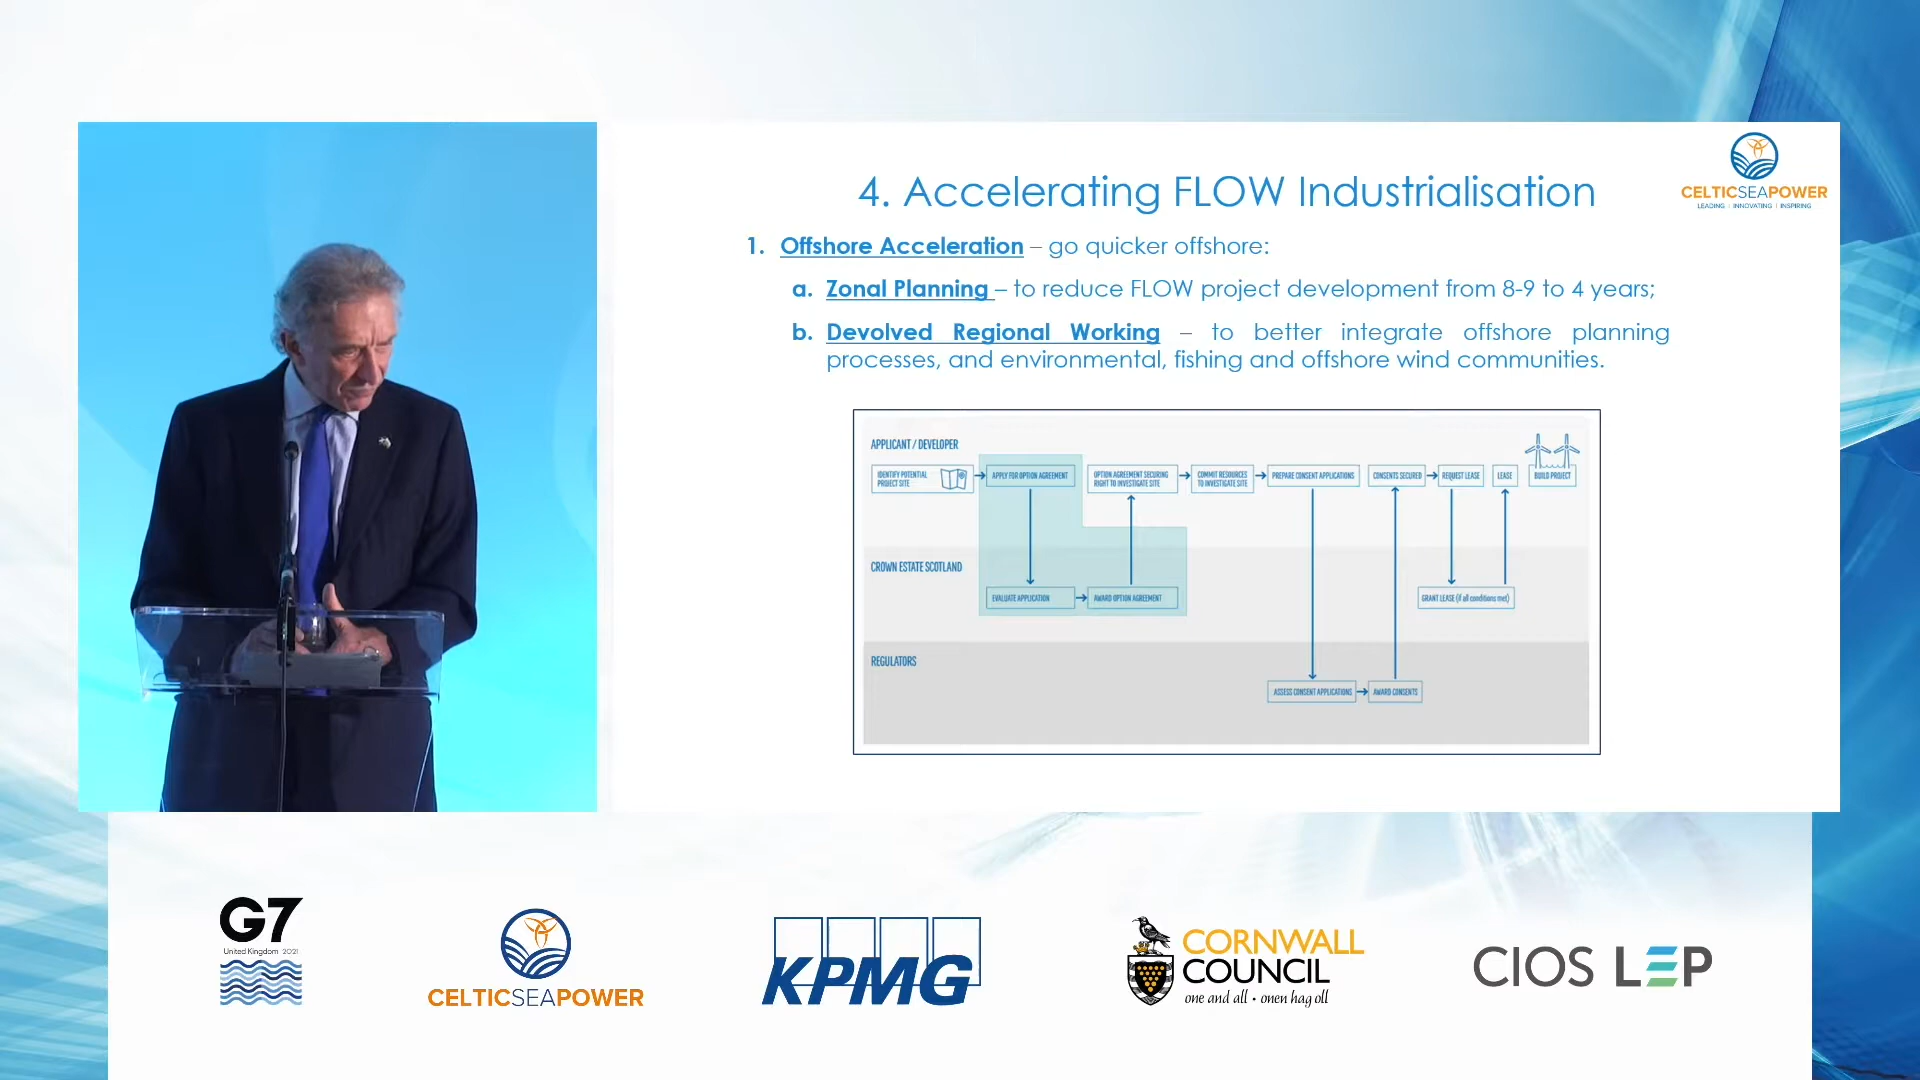 4. Accelerating FLOW Industrialisation
CELTICSEAPOWER
LEADING | INNOVATING | INSPIRING
1. Offshore Acceleration – go quicker offshore:
a. Zonal Planning – to reduce FLOW project development from 8-9 to 4 years;
b. Devolved Regional Working – to better integrate offshore planning
processes, and environmental, fishing and offshore wind communities.
APPLICANT / DEVELOPER
IDENTIFY POTENTIAL
PROJECT SITE
APPLY FOR OPTION AGREEMENT
OPTION AGREEMENT SECURING
RIGHT TO INVESTIGATE SITE
COMMIT RESOURCES
TO INVESTIGATE SITE
PREPARE CONSENT APPLICATIONS
CONSENTS SECURED
REQUEST LEASE
LEASE
BUILD PROJECT
CROWN ESTATE SCOTLAND
EVALUATE APPLICATION
AWARD OPTION AGREEMENT
GRANT LEASE (if all conditions met)
REGULATORS
ASSESS CONSENT APPLICATIONS
AWARD CONSENTS
G7
United Kingdom 2021
CELTICSEAPOWER
KPMG
CORNWALL
COUNCIL
one and all • onen hag oll
CIOS LEP